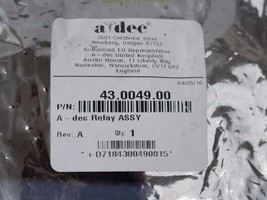 a dec
2601 Crestview Drive
Newberg, Oregon 97132
Authorized EU Representative
A-dec United Kingdom
Austin House, 11 Liberty Way
Nuneaton, Warwickshire, CV11 6RZ
England
P/N: 43.0049.00
A-dec Relay ASSY
Rev: A Qty: 1
"+D7184300490015"